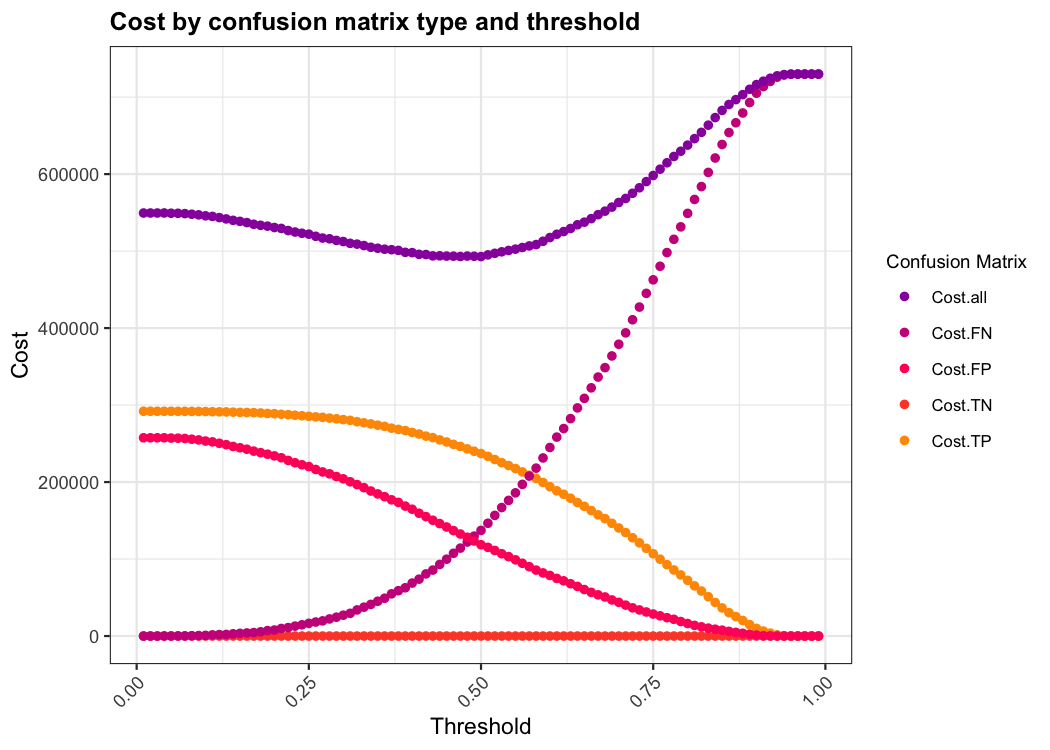 Cost by confusion matrix type and threshold
Cost
600000
400000
200000
0
0.00
0.25
0.50
0.75
1.00
Threshold
Confusion Matrix
Cost.all
Cost.FN
Cost.FP
Cost.TN
Cost.TP